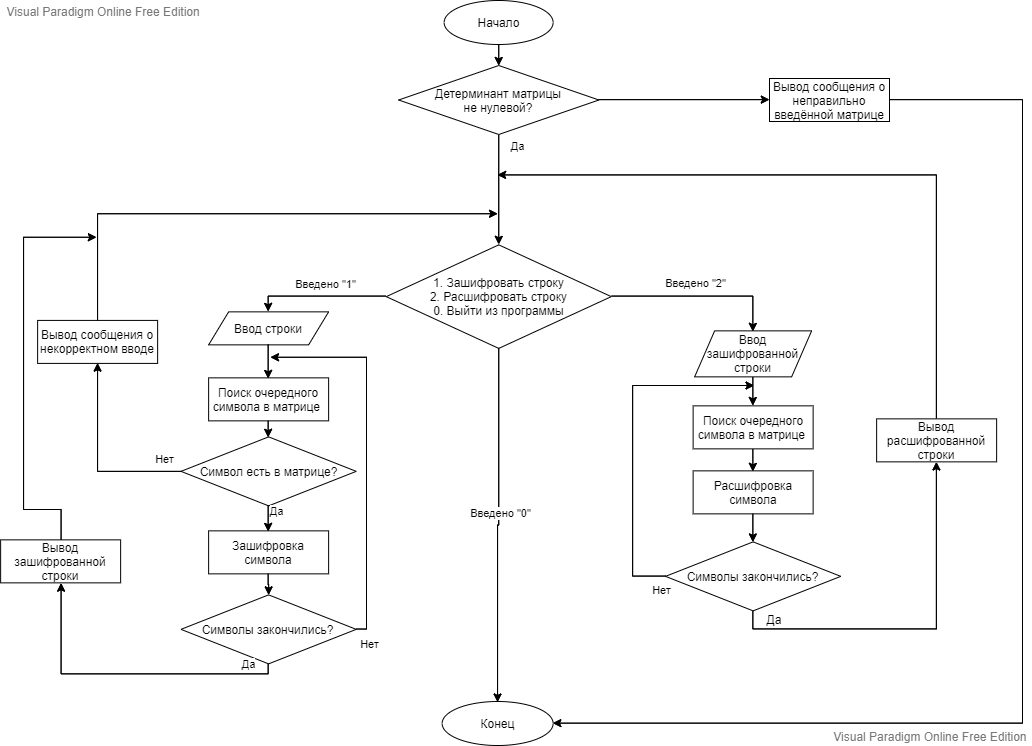 Visual Paradigm Online Free Edition
Начало
Детерминант матрицы
не нулевой?
Вывод сообщения о
неправильно
введённой матрице
Да
1. Зашифровать строку
2. Расшифровать строку
0. Выйти из программы
Введено "1"
Введено "2"
Ввод строки
Вывод сообщения о
некорректном вводе
Ввод
зашифрованной
строки
Поиск очередного
символа в матрице
Поиск очередного
символа в матрице
Вывод
расшифрованной
строки
Нет
Символ есть в матрице?
Расшифровка
символа
Да
Введено "0"
Вывод
зашифрованной
строки
Зашифровка
символа
Символы закончились?
Нет
Да
Символы закончились?
Нет
Да
Конец
Visual Paradigm Online Free Edition